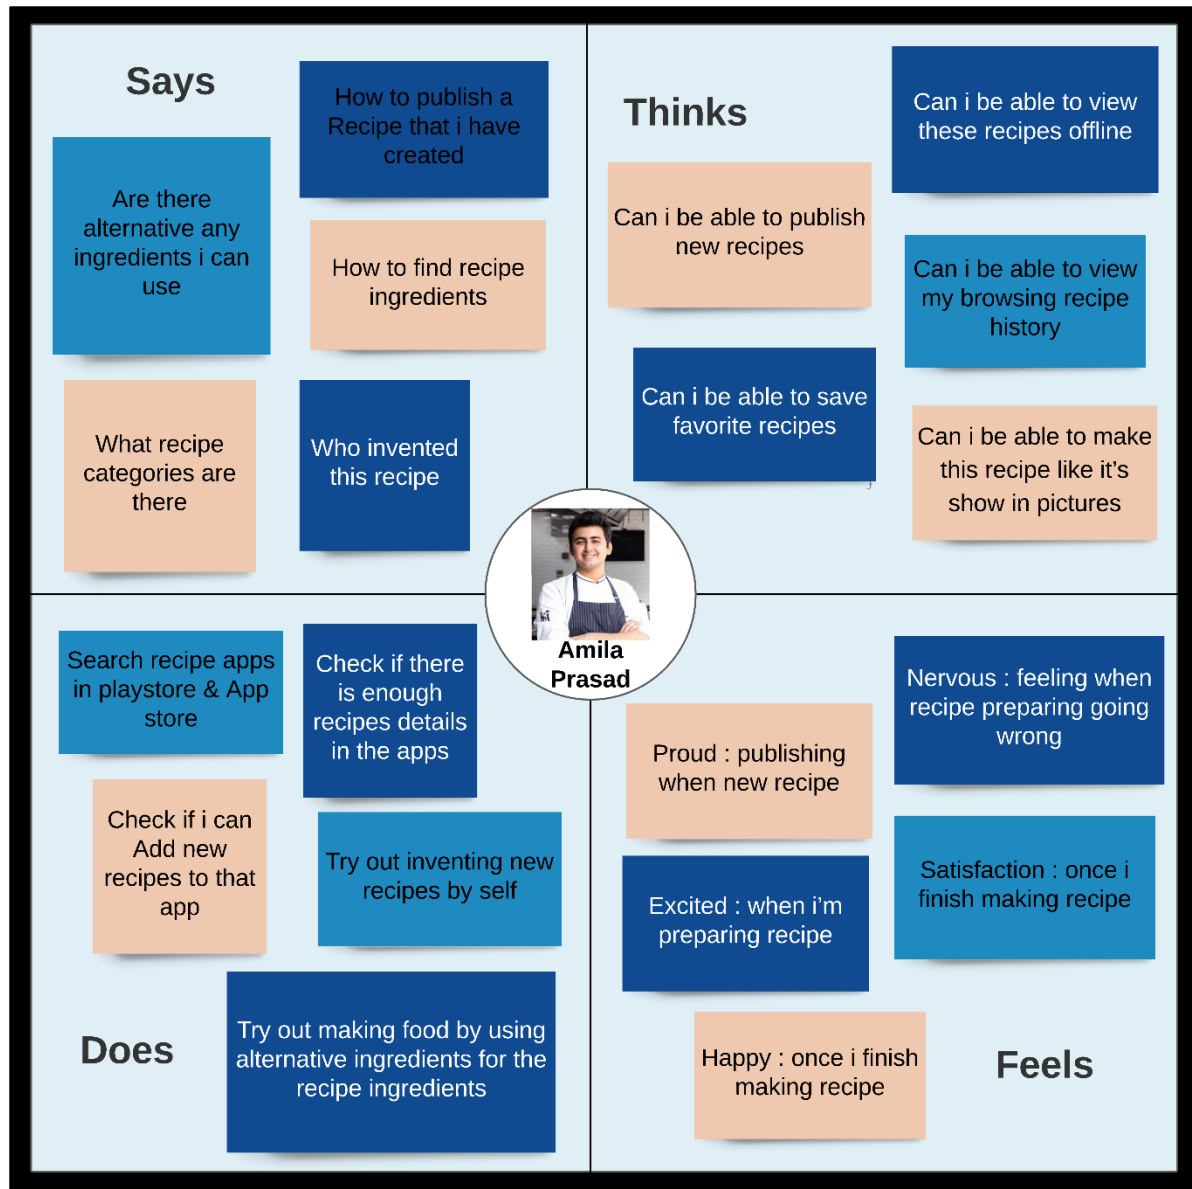 Says
How to publish a
Recipe that i have
created
Are there
alternative any
ingredients i can
use
How to find recipe
ingredients
What recipe
categories are
there
Who invented
this recipe
Thinks
Can i be able to view
these recipes offline
Can i be able to publish
new recipes
Can i be able to view
my browsing recipe
history
Can i be able to save
favorite recipes
Can i be able to make
this recipe like it's
show in pictures
Amila
Prasad
Search recipe apps
in playstore & App
store
Check if there
is enough
recipes details
in the apps
Check if i can
Add new
recipes to that
app
Try out inventing new
recipes by self
Does
Try out making food by using
alternative ingredients for the
recipe ingredients
Nervous : feeling when
recipe preparing going
wrong
Proud : publishing
when new recipe
Satisfaction : once i
finish making recipe
Excited : when i'm
preparing recipe
Happy : once i finish
making recipe
Feels